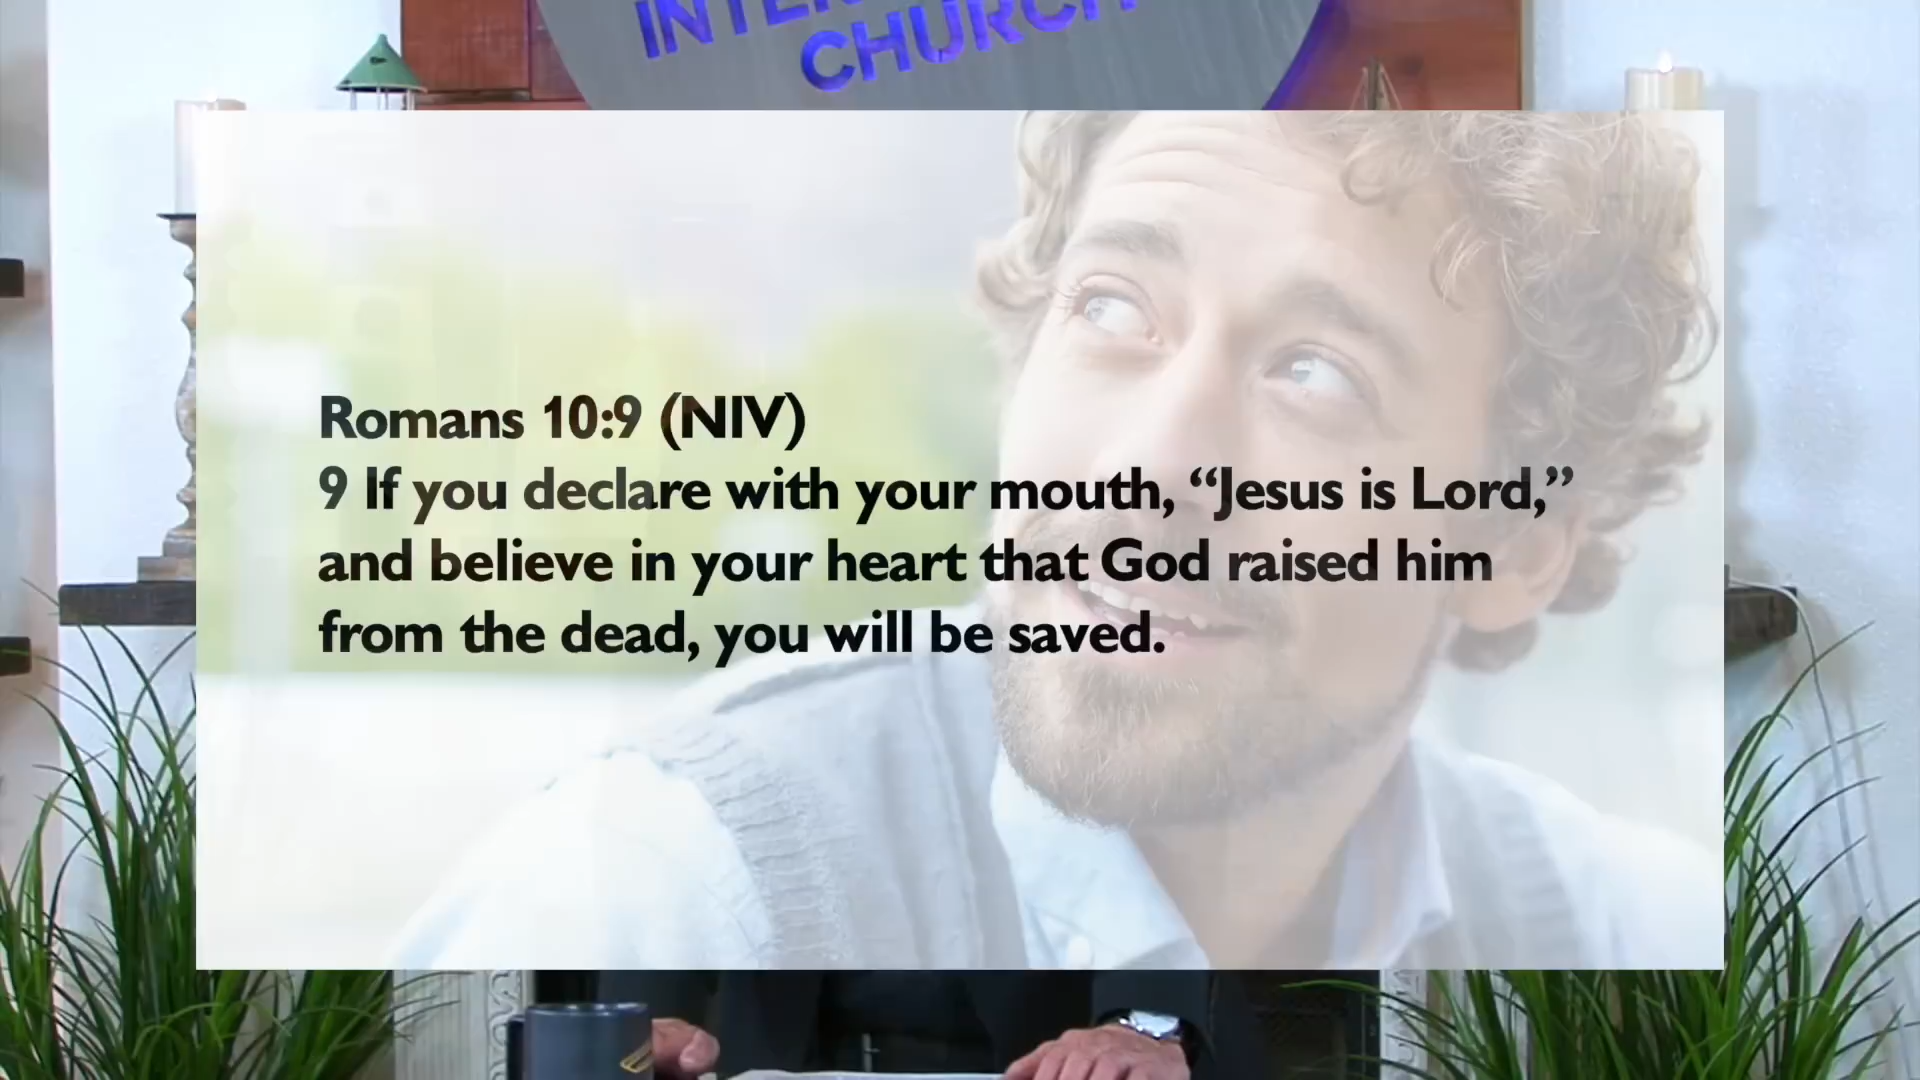 CHURCH
Romans 10:9 (NIV)
9 If you declare with your mouth, “Jesus is Lord,”
and believe in your heart that God raised him
from the dead, you will be saved.